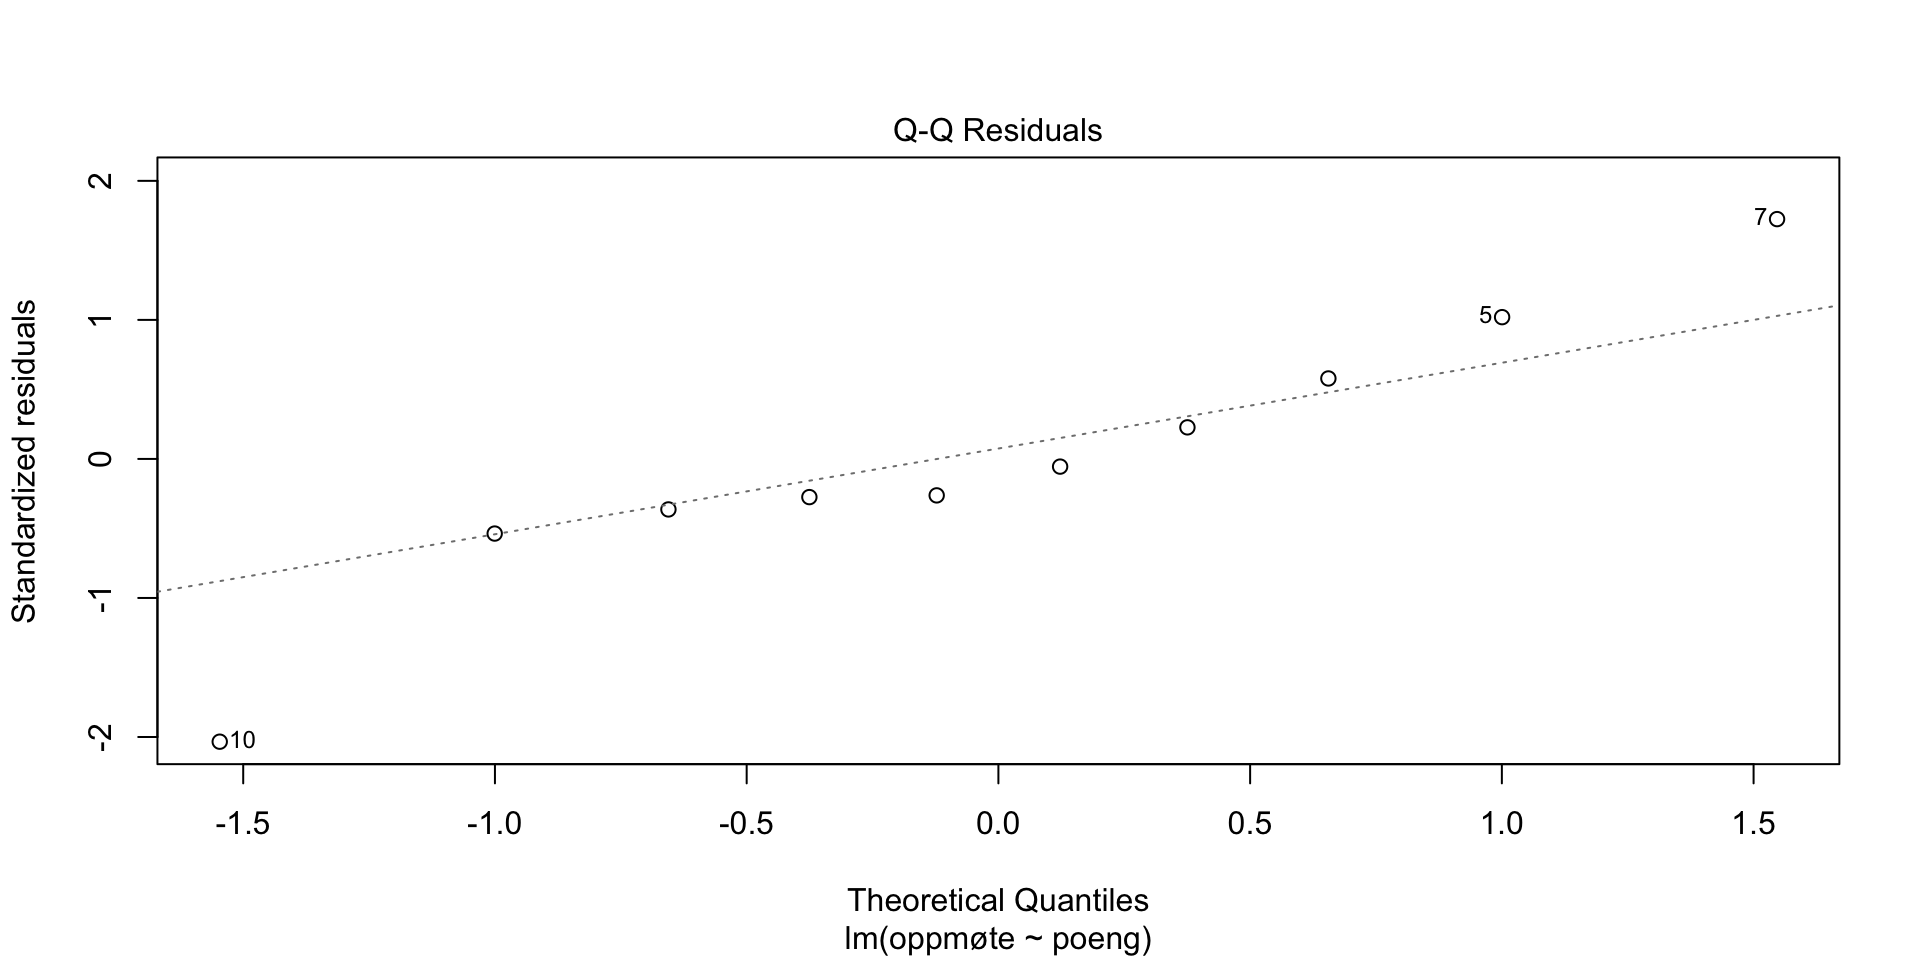 Q-Q Residuals
Standardized residuals
2
1
0
-1
-2
7
5
10
-1.5 -1.0 -0.5 0.0 0.5 1.0 1.5
Theoretical Quantiles
lm(oppmøte ~ poeng)